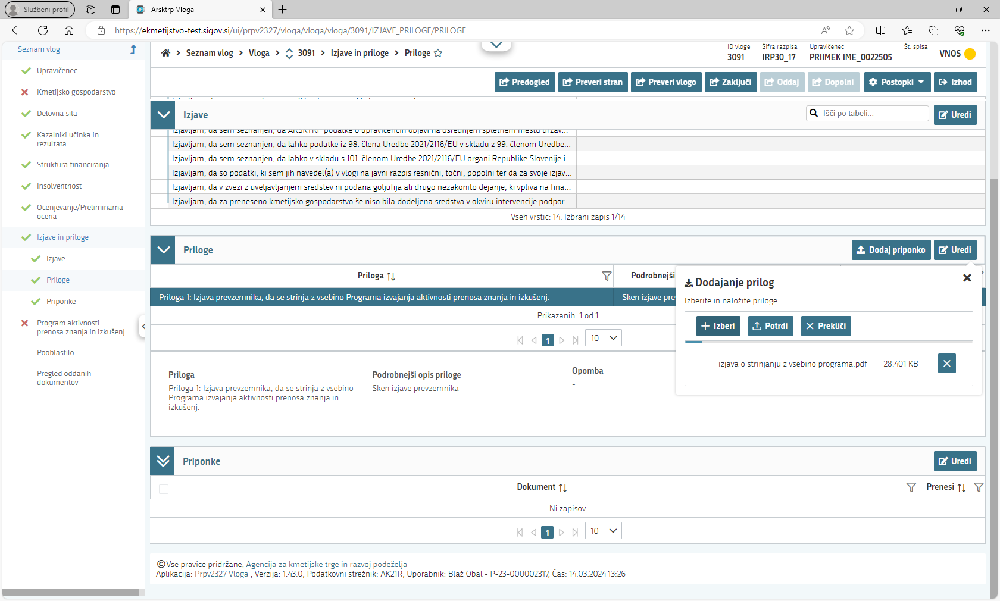 Službeni profil
Arsktrp Vloga
https://ekmetijstvo-test.sigov.si/ui/prpv2327/vloga/vloga/vloga/3091/IZJAVE_PRILOGE/PRILOGE
Seznam vlog
Upravičenec
Kmetijsko gospodarstvo
Delovna sila
Kazalniki učinka in
rezultata
Struktura financiranja
Insolventnost
Ocenjevanje/Preliminarna
ocena
Izjave in priloge
Izjave
Priloge
Priponke
Program aktivnosti
prenosa znanja in izkušenj
Pooblastilo
Pregled oddanih
dokumentov
Seznam vlog
Vloga
3091
Izjave in priloge
Priloge
ID vloge
3091
Šifra razpisa
IRP30_17
Upravičenec
PRIIMEK IME_0022505
Št. spisa
VNOS
Predogled
Preveri stran
Preveri vlogo
Zaključi
Oddaj
Dopolni
Postopki
Izhod
Izjave
Išči po tabeli...
Uredi
Izjavljam, da sem seznanjen, da ARSKTRP podatke o upravičencih objavi na osrednjem spletnem mestu držav...
Izjavljam, da sem seznanjen, da lahko podatke iz 98. člena Uredbe 2021/2116/EU v skladu z 99. členom Uredbe...
Izjavljam, da sem seznanjen, da lahko v skladu s 101. členom Uredbe 2021/2116/EU organi Republike Slovenije i...
Izjavljam, da so podatki, ki sem jih navedel(a) v vlogi na javni razpis resnični, točni, popolni ter da za svoje izjav...
Izjavljam, da v zvezi z uveljavljanjem sredstev ni podana goljufija ali drugo nezakonito dejanje, ki vpliva na fina...
Izjavljam, da za preneseno kmetijsko gospodarstvo še niso bila dodeljena sredstva v okviru intervencije podpor...
Vseh vrstic: 14. Izbrani zapis 1/14
Priloge
Dodaj priponko
Uredi
Priloga
Podrobnejši
Priloga 1: Izjava prevzemnika, da se strinja z vsebino Programa izvajanja aktivnosti prenosa znanja in izkušenj.
Sken izjave prev
Prikazanih: 1 od 1
1
10
Dodajanje prilog
Izberite in naložite priloge
Izberi
Potrdi
Prekliči
izjava o strinjanju z vsebino programa.pdf
28.401 KB
Priloga
Priloga 1: Izjava prevzemnika, da se strinja z vsebino
Programa izvajanja aktivnosti prenosa znanja in
izkušenj.
Podrobnejši opis priloge
Sken izjave prevzemnika
Opomba
-
Priponke
Uredi
Dokument
Prenesi
Ni zapisov
1
10
©Vse pravice pridržane, Agencija za kmetijske trge in razvoj podeželja
Aplikacija: Prpv2327 Vloga , Verzija: 1.43.0, Podatkovni strežnik: AK21R, Uporabnik: Blaž Obal - P-23-000002317, Čas: 14.03.2024 13:26